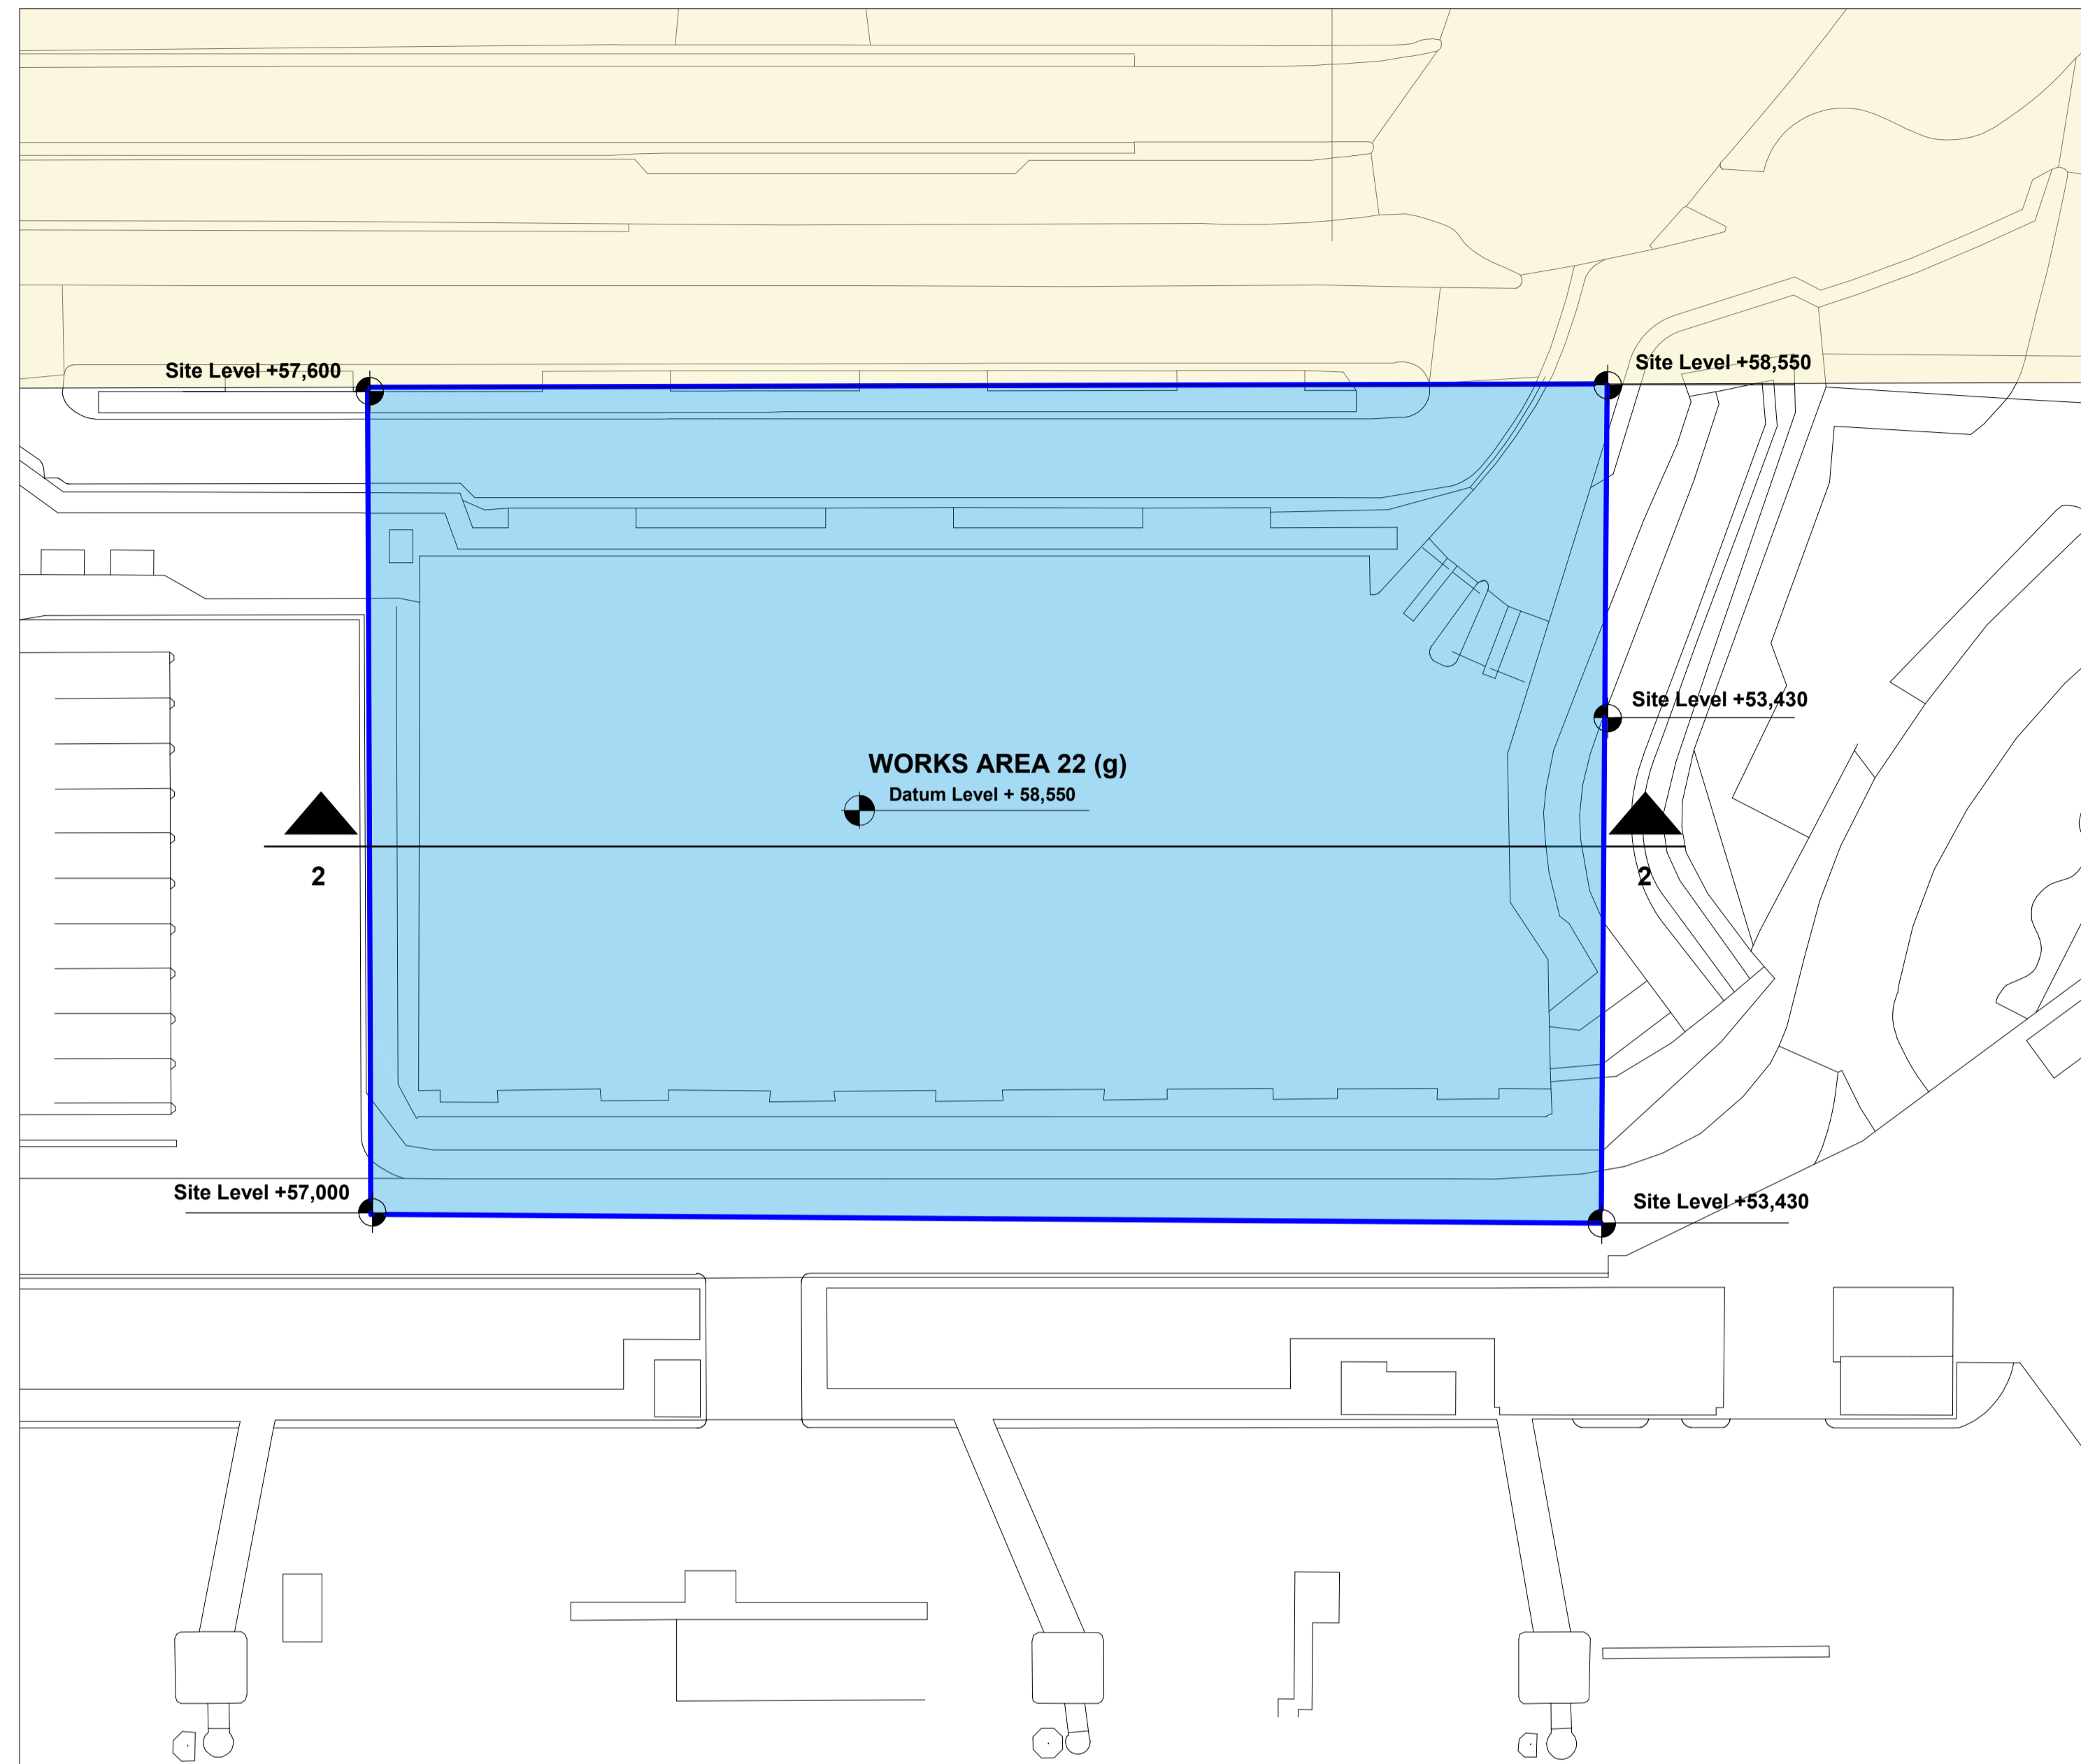 Site Level +57,600
Site Level +58,550
Site Level +53,430
WORKS AREA 22 (g)
Datum Level + 58,550
2
2
Site Level +57,000
Site Level +53,430